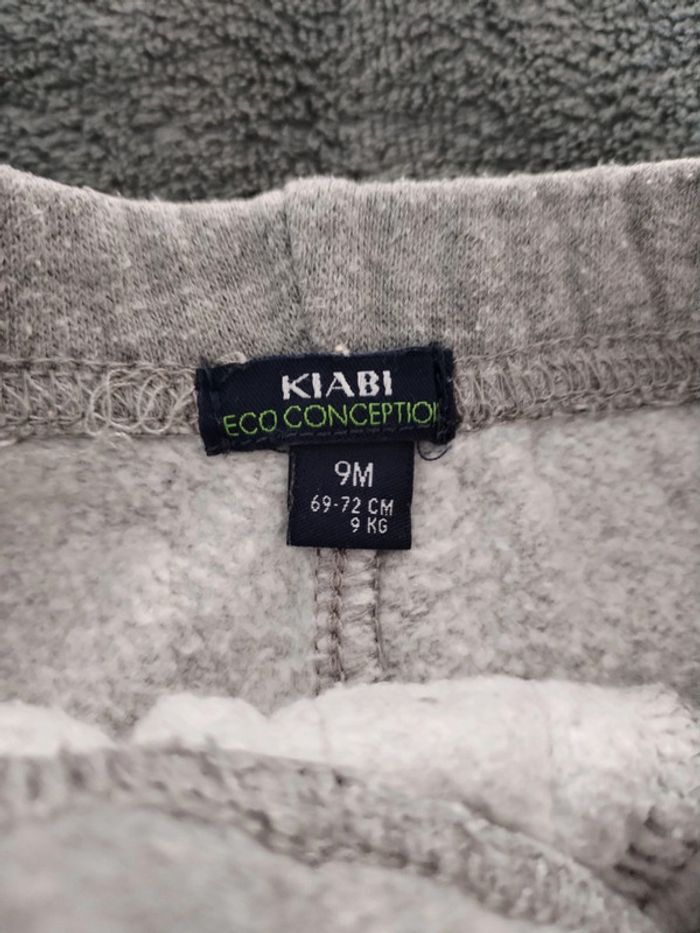 KIABI
ECO CONCEPTIO
9M
69-72 CM
9 KG